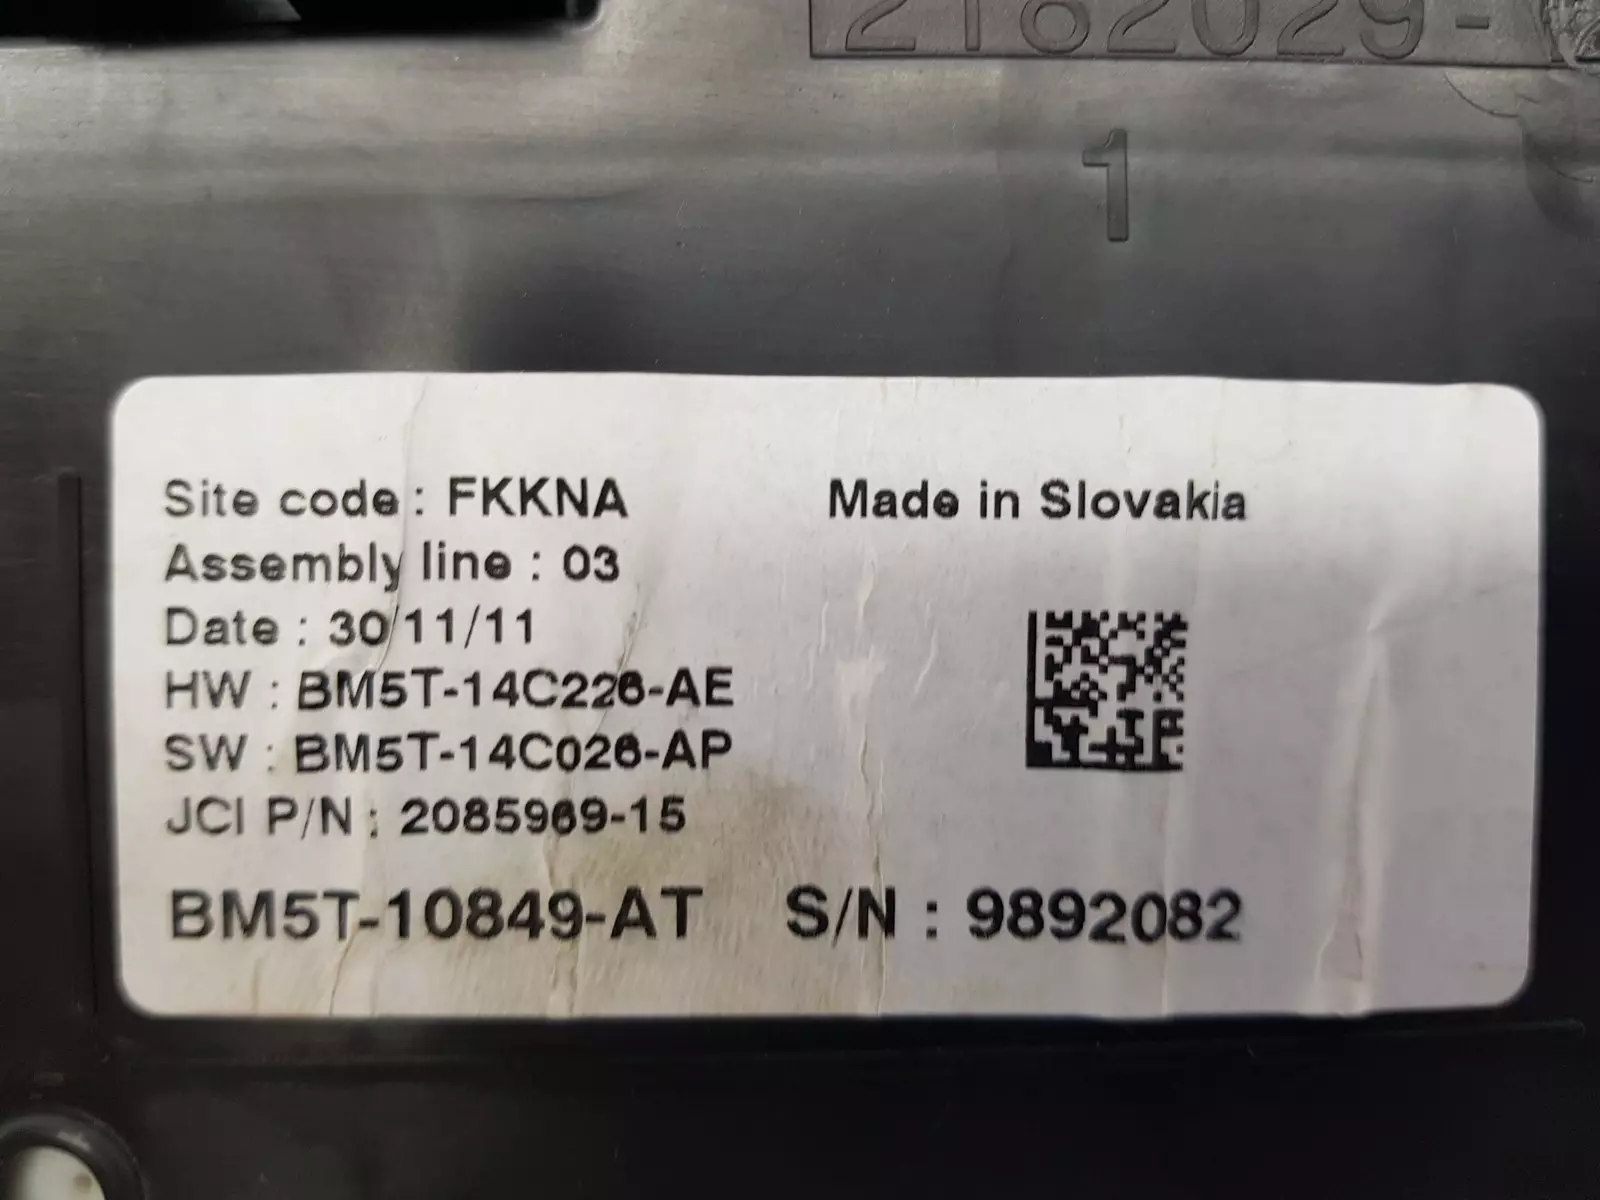 2182029-
1
Site code : FKKNA
Made in Slovakia
Assembly line : 03
Date : 30/11/11
HW : BM5T-14C226-AE
SW : BM5T-14C026-AP
JCI P/N : 2085969-15
BM5T-10849-AT S/N : 9892082